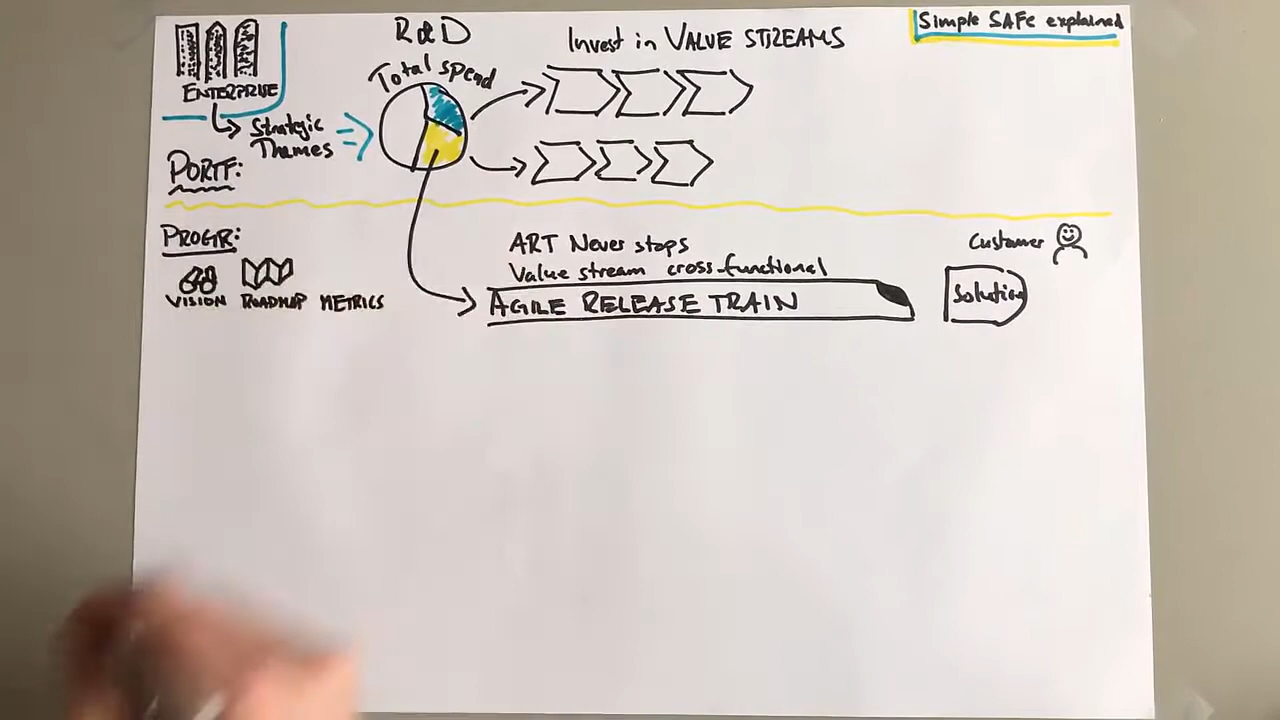 R&D
Invest in VALUE STREAMS
Simple SAFe explained
Total spend
ENTERPRISE
Strategic
Themes
PORTF:
PROGR:
ART Never stops
Customer
Value stream cross-functional
VISION ROADMAP METRICS
AGILE RELEASE TRAIN
Solution